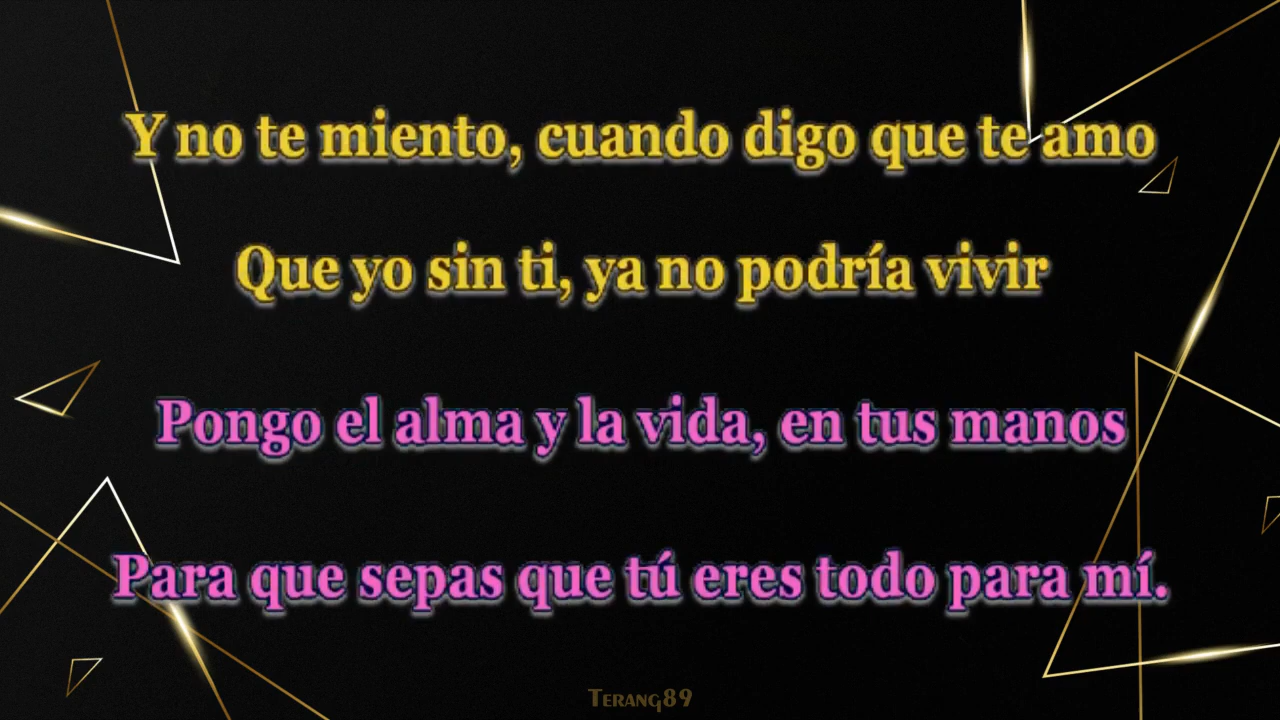 Y no te miento, cuando digo que te amo
Que yo sin ti, ya no podría vivir
Pongo el alma y la vida, en tus manos
Para que sepas que tú eres todo para mí.
Terang89